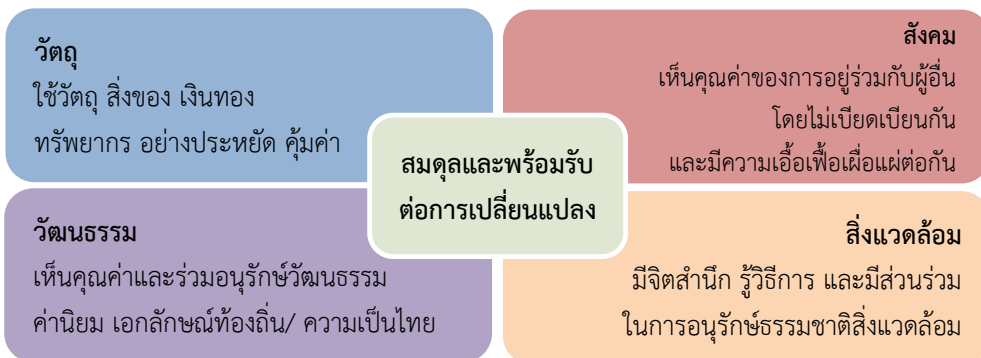 วัตถุ
ใช้วัตถุ สิ่งของ เงินทอง
ทรัพยากร อย่างประหยัด คุ้มค่า
สังคม
เห็นคุณค่าของการอยู่ร่วมกับผู้อื่น
โดยไม่เบียดเบียนกัน
และมีความเอื้อเฟื้อเผื่อแผ่ต่อกัน
สมดุลและพร้อมรับ
ต่อการเปลี่ยนแปลง
วัฒนธรรม
เห็นคุณค่าและร่วมอนุรักษ์วัฒนธรรม
ค่านิยม เอกลักษณ์ท้องถิ่น/ ความเป็นไทย
สิ่งแวดล้อม
มีจิตสำนึก รู้วิธีการ และมีส่วนร่วม
ในการอนุรักษ์ธรรมชาติสิ่งแวดล้อม